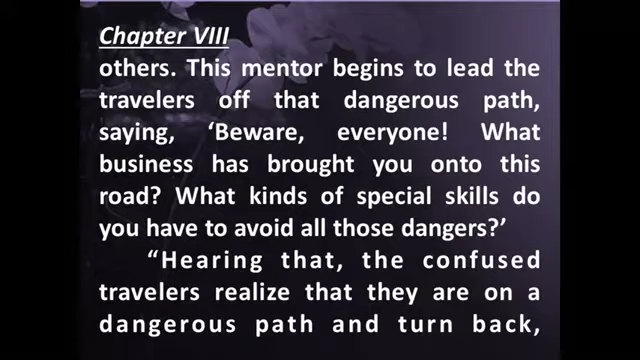 Chapter VIII
others. This mentor begins to lead the
travelers off that dangerous path,
saying, ‘Beware, everyone! What
business has brought you onto this
road? What kinds of special skills do
you have to avoid all those dangers?’
“Hearing that, the confused
travelers realize that they are on a
dangerous path and turn back,